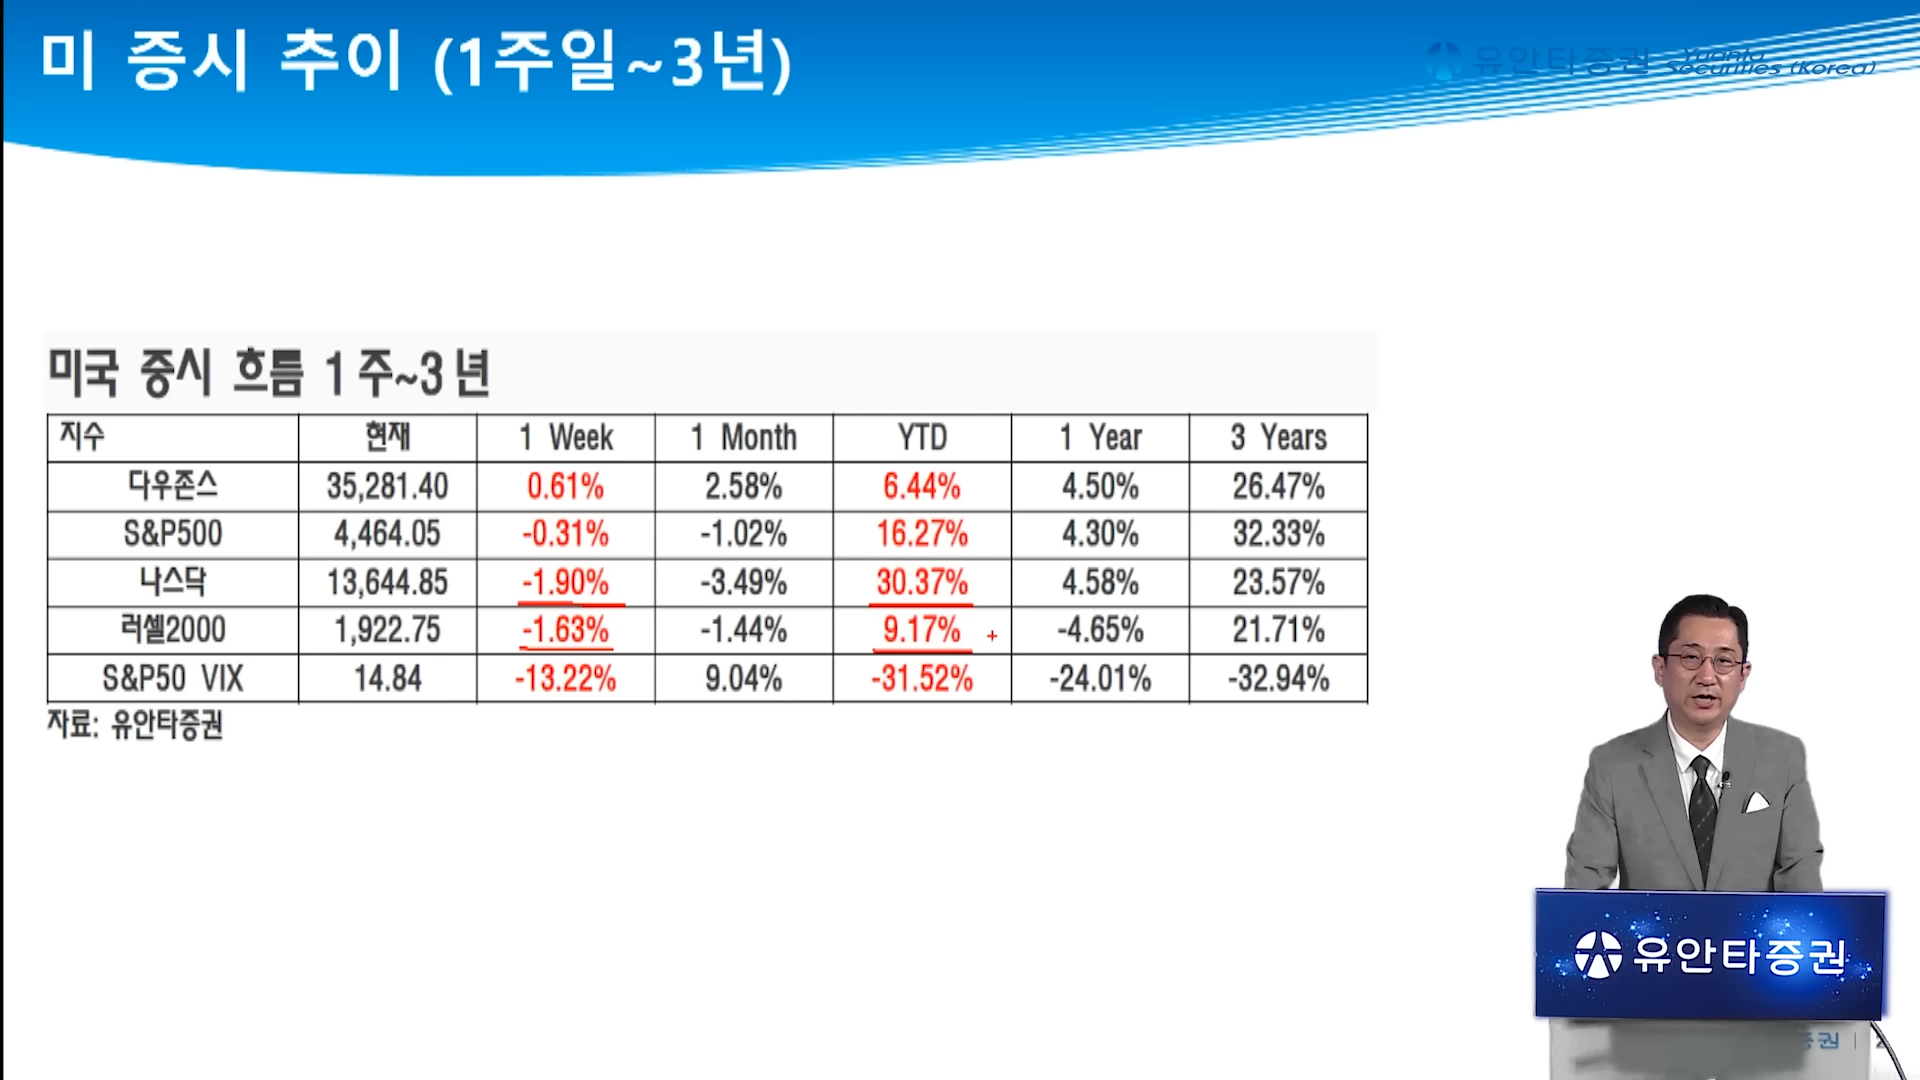 미 증시 추이 (1주일~3년)
유안타증권 Yuanta Securities (Korea)
미국 증시 흐름 1주~3년
지수 현재 1 Week 1 Month YTD 1 Year 3 Years
다우존스 35,281.40 0.61% 2.58% 6.44% 4.50% 26.47%
S&P500 4,464.05 -0.31% -1.02% 16.27% 4.30% 32.33%
나스닥 13,644.85 -1.90% -3.49% 30.37% 4.58% 23.57%
러셀2000 1,922.75 -1.63% -1.44% 9.17% -4.65% 21.71%
S&P50 VIX 14.84 -13.22% 9.04% -31.52% -24.01% -32.94%
자료: 유안타증권
유안타증권
증권